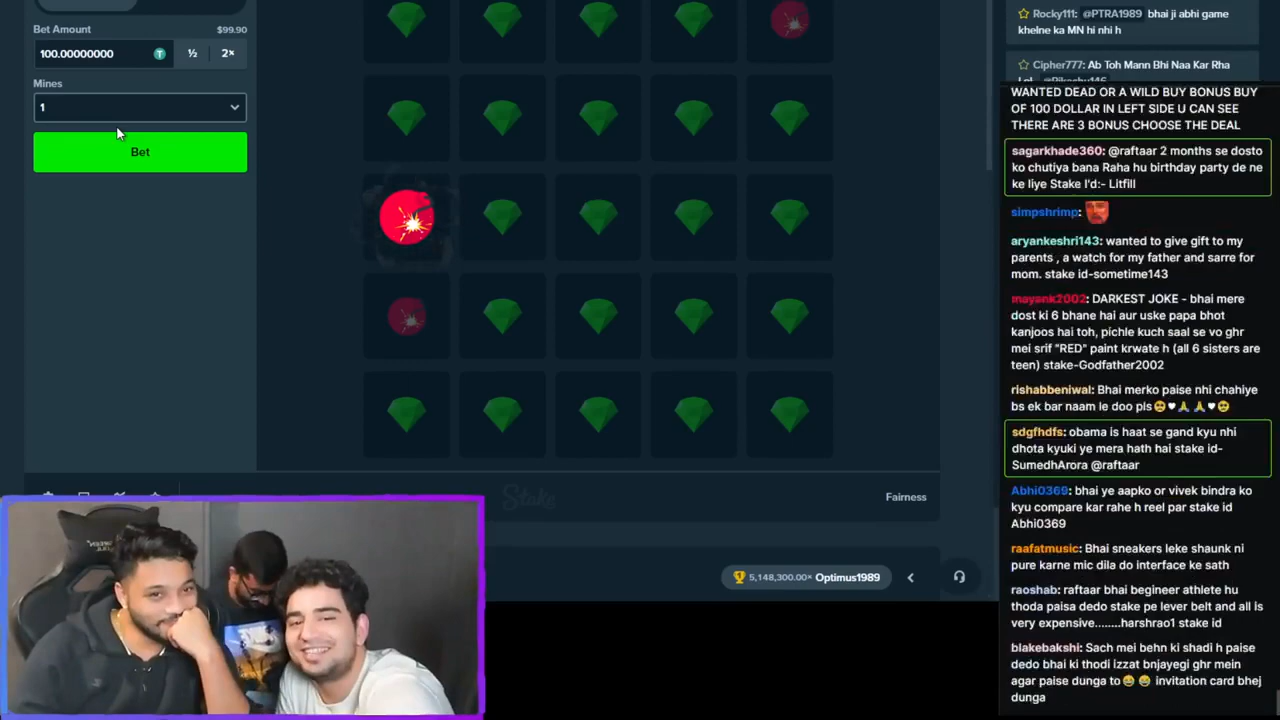 Bet Amount $99.90
100.00000000 ½ 2×
Mines
1
Bet
Stake
Fairness
5,148,300.00× Optimus1989
Rocky111: @PTRA1989 bhai ji abhi game
khelne ka MN hi nhi h
Cipher777: Ab Toh Mann Bhi Naa Kar Rha
WANTED DEAD OR A WILD BUY BONUS BUY
OF 100 DOLLAR IN LEFT SIDE U CAN SEE
THERE ARE 3 BONUS CHOOSE THE DEAL
sagarkhade360: @raftaar 2 months se dosto
ko chutiya bana Raha hu birthday party de ne
ke liye Stake I'd:- Litfill
simpshrimp:
aryankeshri143: wanted to give gift to my
parents , a watch for my father and sarre for
mom. stake id-sometime143
mayank2002: DARKEST JOKE - bhai mere
dost ki 6 bhane hai aur uske papa bhot
kanjoos hai toh, pichle kuch saal se vo ghr
mei srif "RED" paint krwate h (all 6 sisters are
teen) stake-Godfather2002
rishabbeniwal: Bhai merko paise nhi chahiye
bs ek bar naam le doo pls🥺♥🙏🙏♥🥺
sdgfhdfs: obama is haat se gand kyu nhi
dhota kyuki ye mera hath hai stake id-
SumedhArora @raftaar
Abhi0369: bhai ye aapko or vivek bindra ko
kyu compare kar rahe h reel par stake id
Abhi0369
raafatmusic: Bhai sneakers leke shaunk ni
pure karne mic dila do interface ke sath
raoshab: raftaar bhai begineer athlete hu
thoda paisa dedo stake pe lever belt and all is
very expensive........harshrao1 stake id
blakebakshi: Sach mei behn ki shadi h paise
dedo bhai ki thodi izzat bnjayegi ghr mein
agar paise dunga to😂😂 invitation card bhej
dunga